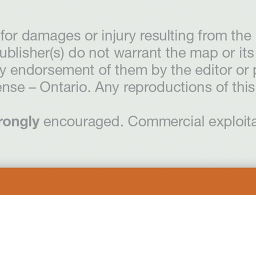 for damages or injury resulting from the
ublisher(s) do not warrant the map or its
y endorsement of them by the editor or
ense – Ontario. Any reproductions of this
rongly encouraged. Commercial exploita